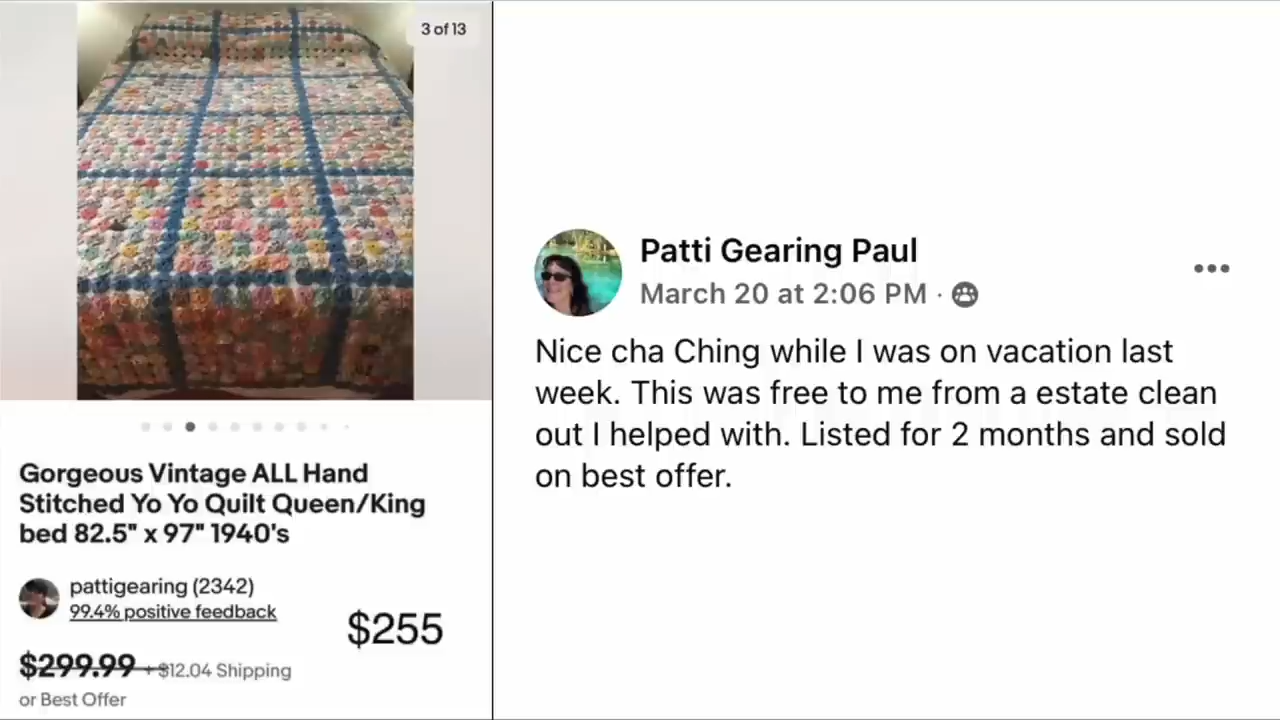 3 of 13
Gorgeous Vintage ALL Hand
Stitched Yo Yo Quilt Queen/King
bed 82.5" x 97" 1940's
pattigearing (2342)
99.4% positive feedback
$255
$299.99 + $12.04 Shipping
or Best Offer
Patti Gearing Paul
March 20 at 2:06 PM ·
Nice cha Ching while I was on vacation last
week. This was free to me from a estate clean
out I helped with. Listed for 2 months and sold
on best offer.